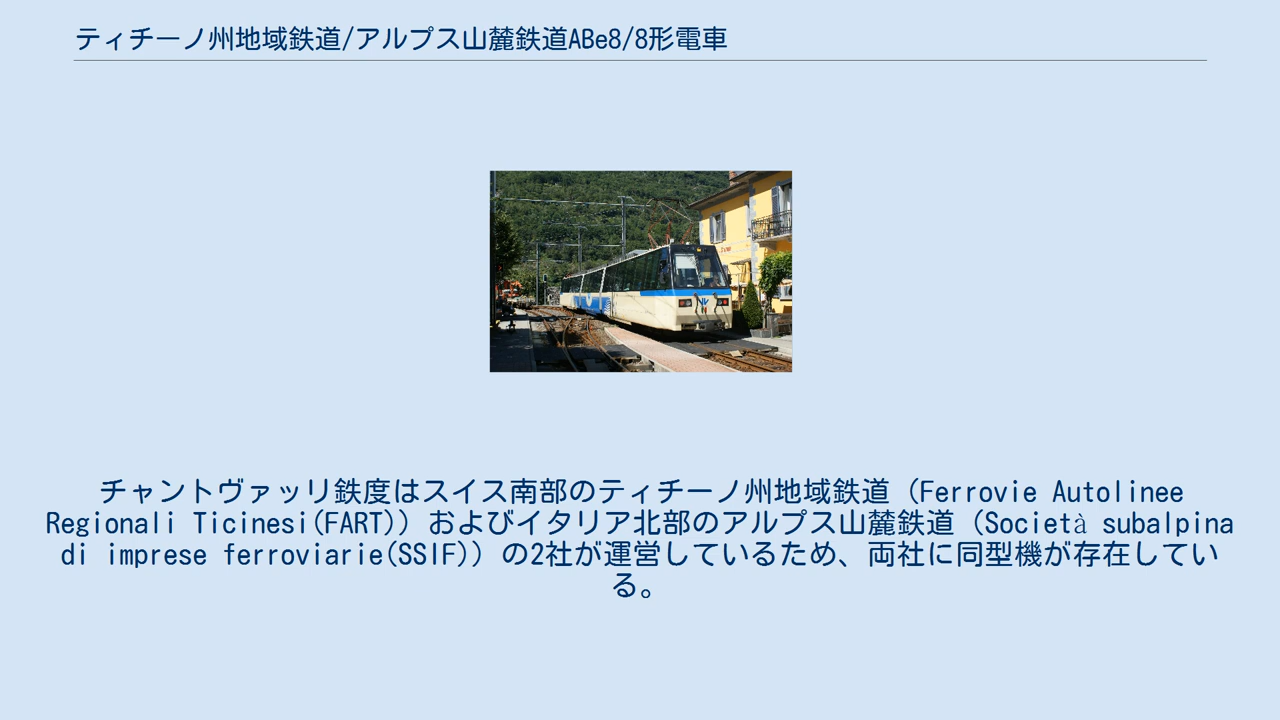 ティチーノ州地域鉄道/アルプス山麓鉄道ABe8/8形電車
チャントヴァッリ鉄度はスイス南部のティチーノ州地域鉄道（Ferrovie Autolinee
Regionali Ticinesi(FART)）およびイタリア北部のアルプス山麓鉄道（Società subalpina
di imprese ferroviarie(SSIF)）の2社が運営しているため、両社に同型機が存在してい
る。